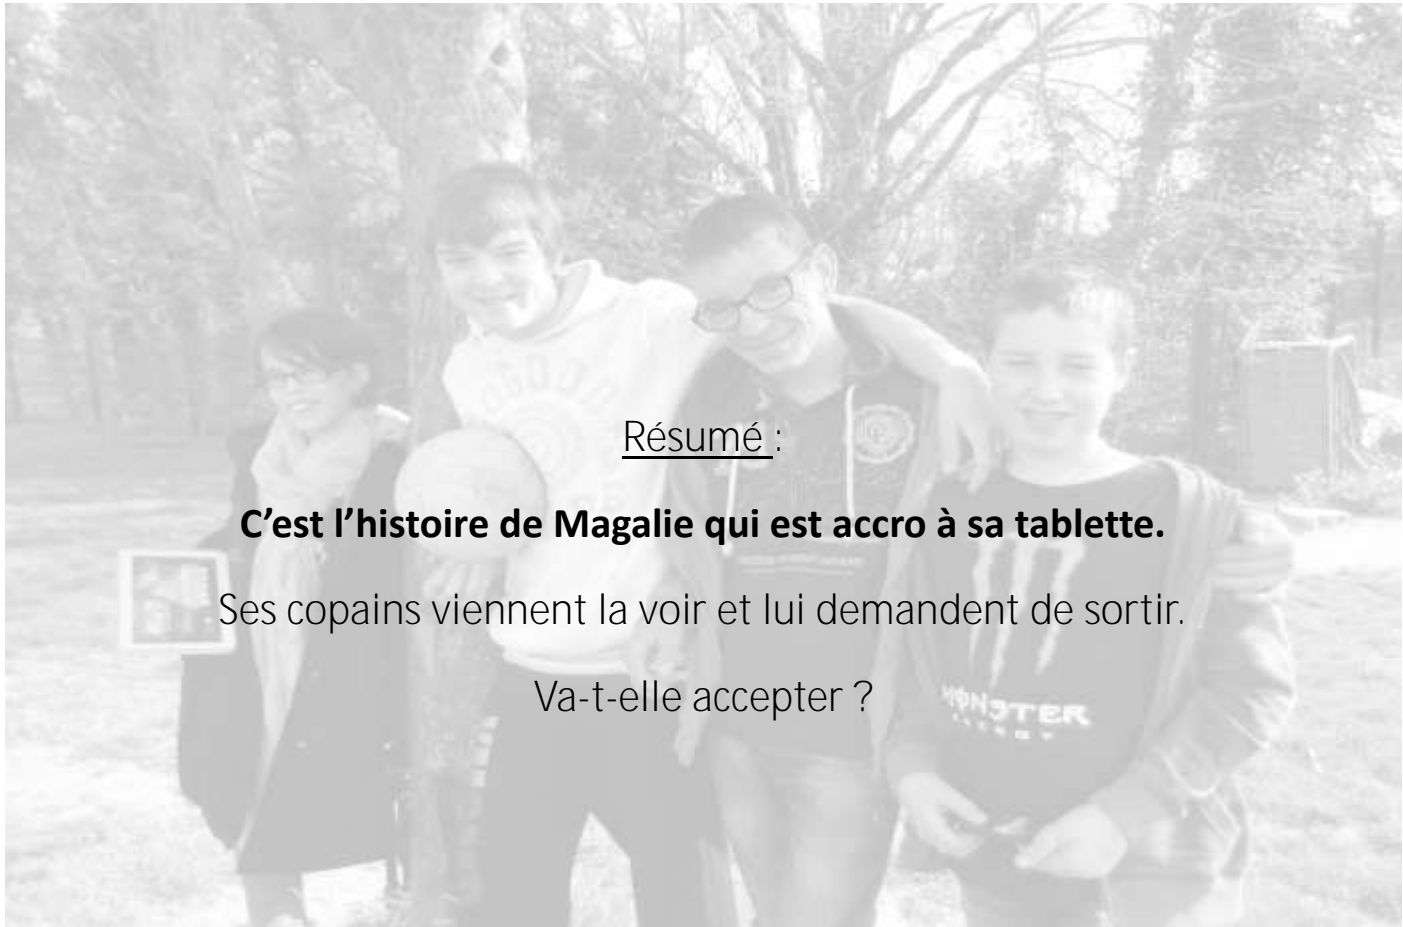 Résumé :
C’est l’histoire de Magalie qui est accro à sa tablette.
Ses copains viennent la voir et lui demandent de sortir.
Va-t-elle accepter ?
MONSTER